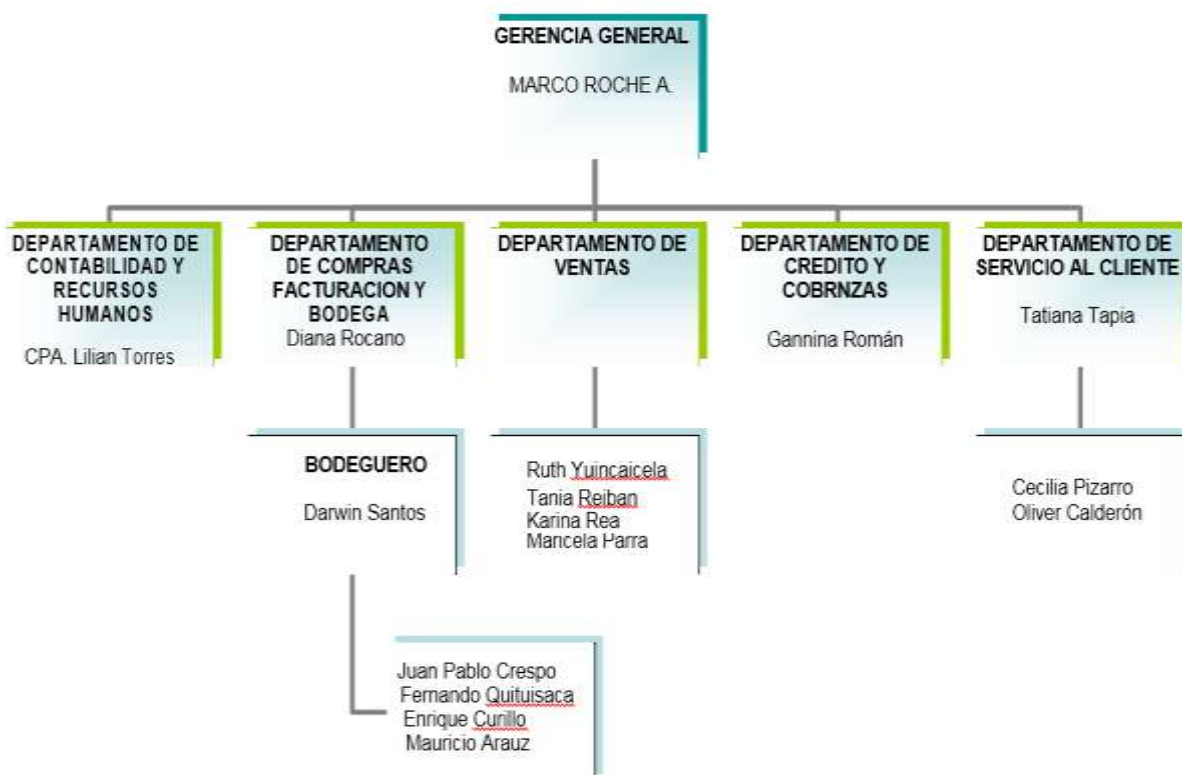 GERENCIA GENERAL
MARCO ROCHE A.
DEPARTAMENTO DE
CONTABILIDAD Y
RECURSOS
HUMANOS
CPA. Lilian Torres
DEPARTAMENTO
DE COMPRAS
FACTURACION Y
BODEGA
Diana Rocano
DEPARTAMENTO DE
VENTAS
DEPARTAMENTO DE
CREDITO Y
COBRNZAS
Gannina Román
DEPARTAMENTO DE
SERVICIO AL CLIENTE
Tatiana Tapia
BODEGUERO
Darwin Santos
Ruth Yuincaicela
Tania Reiban
Karina Rea
Maricela Parra
Cecilia Pizarro
Oliver Calderón
Juan Pablo Crespo
Fernando Quituisaca
Enrique Curillo
Mauricio Arauz